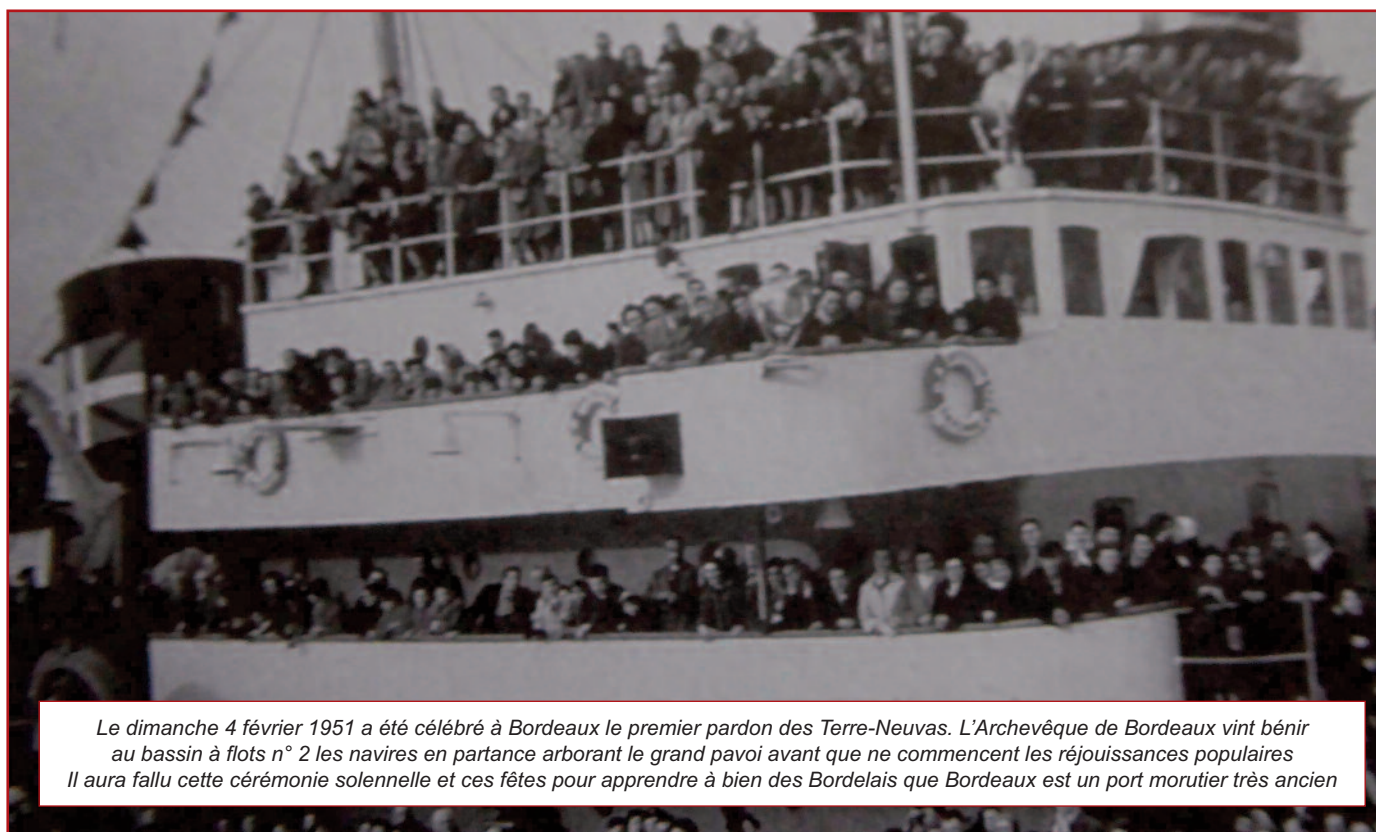 Le dimanche 4 février 1951 a été célébré à Bordeaux le premier pardon des Terre-Neuvas. L’Archevêque de Bordeaux vint bénir
au bassin à flots n° 2 les navires en partance arborant le grand pavoi avant que ne commencent les réjouissances populaires
Il aura fallu cette cérémonie solennelle et ces fêtes pour apprendre à bien des Bordelais que Bordeaux est un port morutier très ancien